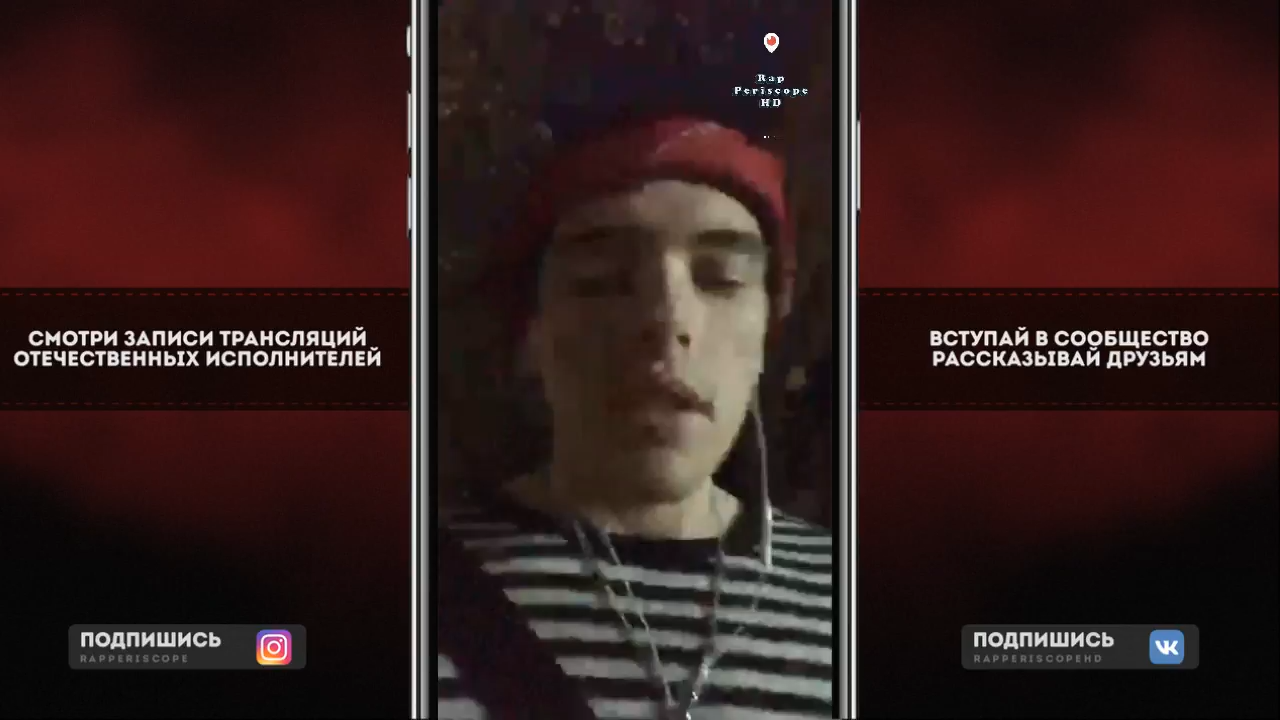 Rap
Periscope
HD
СМОТРИ ЗАПИСИ ТРАНСЛЯЦИЙ
ОТЕЧЕСТВЕННЫХ ИСПОЛНИТЕЛЕЙ
ВСТУПАЙ В СООБЩЕСТВО
РАССКАЗЫВАЙ ДРУЗЬЯМ
ПОДПИШИСЬ
RAPPERISCOPE
ПОДПИШИСЬ
RAPPERISCOPEHD